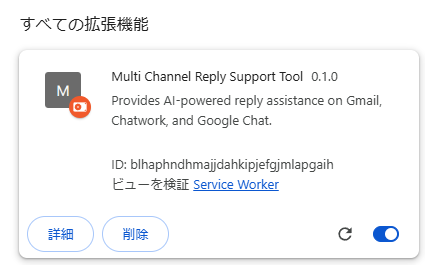 すべての拡張機能
M
Multi Channel Reply Support Tool 0.1.0
Provides AI-powered reply assistance on Gmail,
Chatwork, and Google Chat.
ID: blhaphndhmajjdahkipjefgjmlapgaih
ビューを検証 Service Worker
詳細 削除